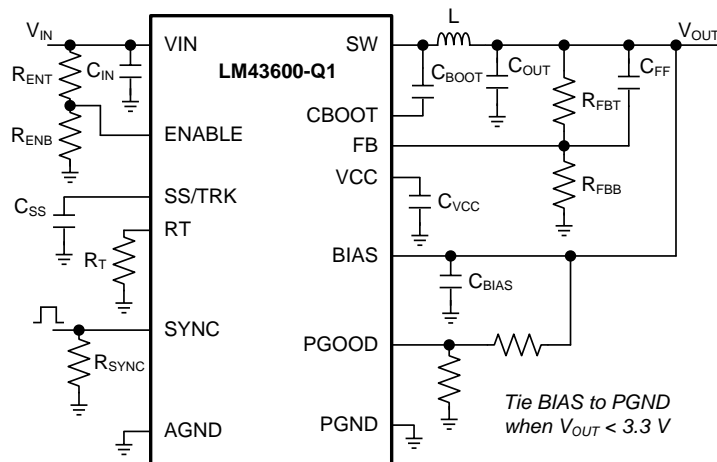 L
V_IN
V_OUT
VIN
SW
LM43600-Q1
R_ENT
C_IN
C_BOOT
C_OUT
R_FBT
C_FF
CBOOT
R_ENB
ENABLE
FB
VCC
R_FBB
C_SS
SS/TRK
C_VCC
RT
BIAS
R_T
C_BIAS
SYNC
PGOOD
R_SYNC
Tie BIAS to PGND
when V_OUT < 3.3 V
AGND
PGND